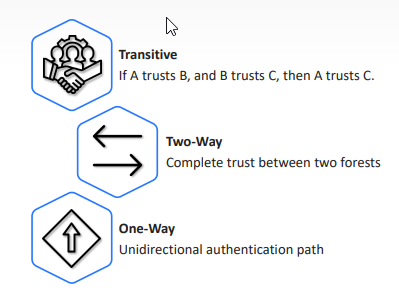 Transitive
If A trusts B, and B trusts C, then A trusts C.
Two-Way
Complete trust between two forests
One-Way
Unidirectional authentication path